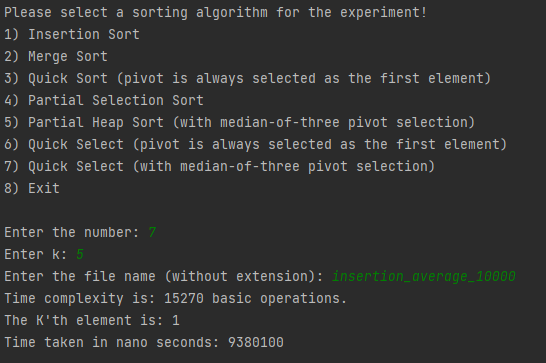 Please select a sorting algorithm for the experiment!
1) Insertion Sort
2) Merge Sort
3) Quick Sort (pivot is always selected as the first element)
4) Partial Selection Sort
5) Partial Heap Sort (with median-of-three pivot selection)
6) Quick Select (pivot is always selected as the first element)
7) Quick Select (with median-of-three pivot selection)
8) Exit
Enter the number: 7
Enter k: 5
Enter the file name (without extension): insertion_average_10000
Time complexity is: 15270 basic operations.
The K'th element is: 1
Time taken in nano seconds: 9380100